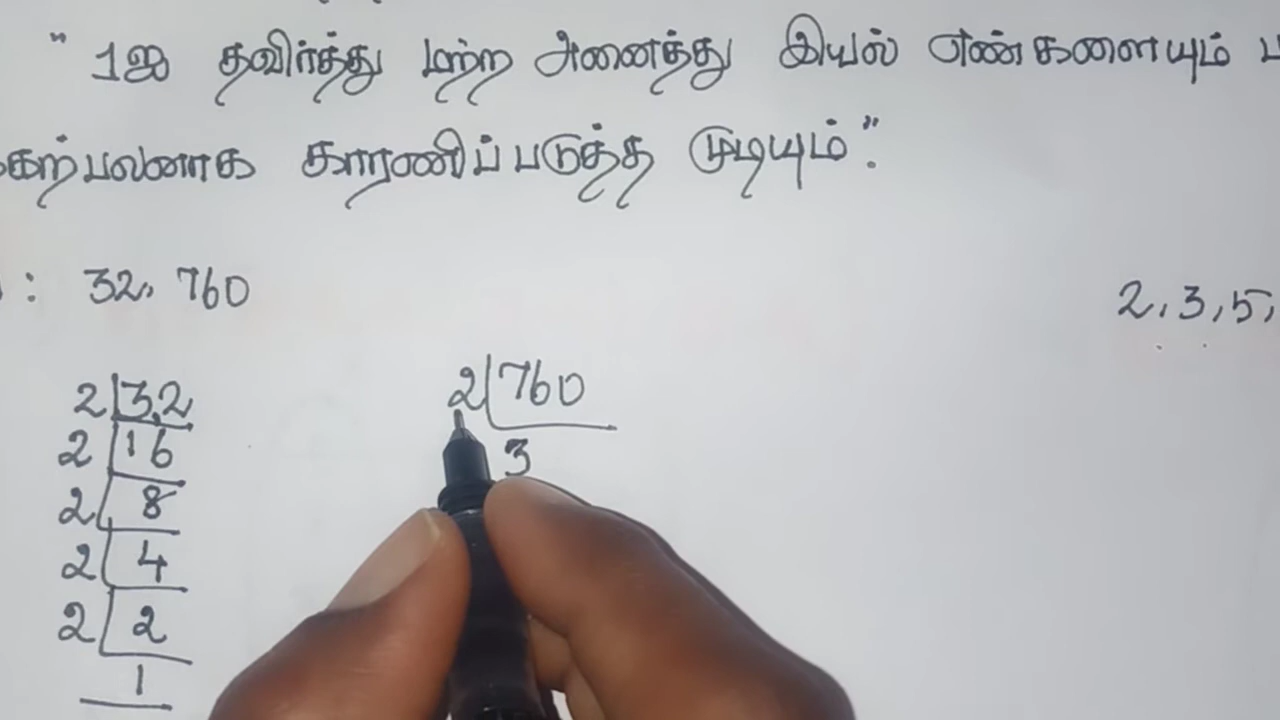 " 1ஐ தவிர்த்து மற்ற அனைத்து இயல் எண்களையும் ப
கற்பலனாக காரணிப்படுத்த முடியும் ".
: 32, 760
2, 3, 5,
2 32
2 16
2 8
2 4
2 2
1
2 760
3